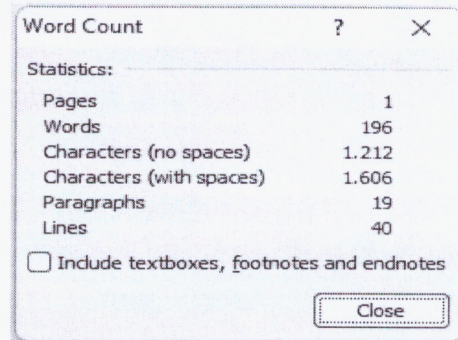 Word Count ? ×
Statistics:
Pages 1
Words 196
Characters (no spaces) 1.212
Characters (with spaces) 1.606
Paragraphs 19
Lines 40
Include textboxes, footnotes and endnotes
Close